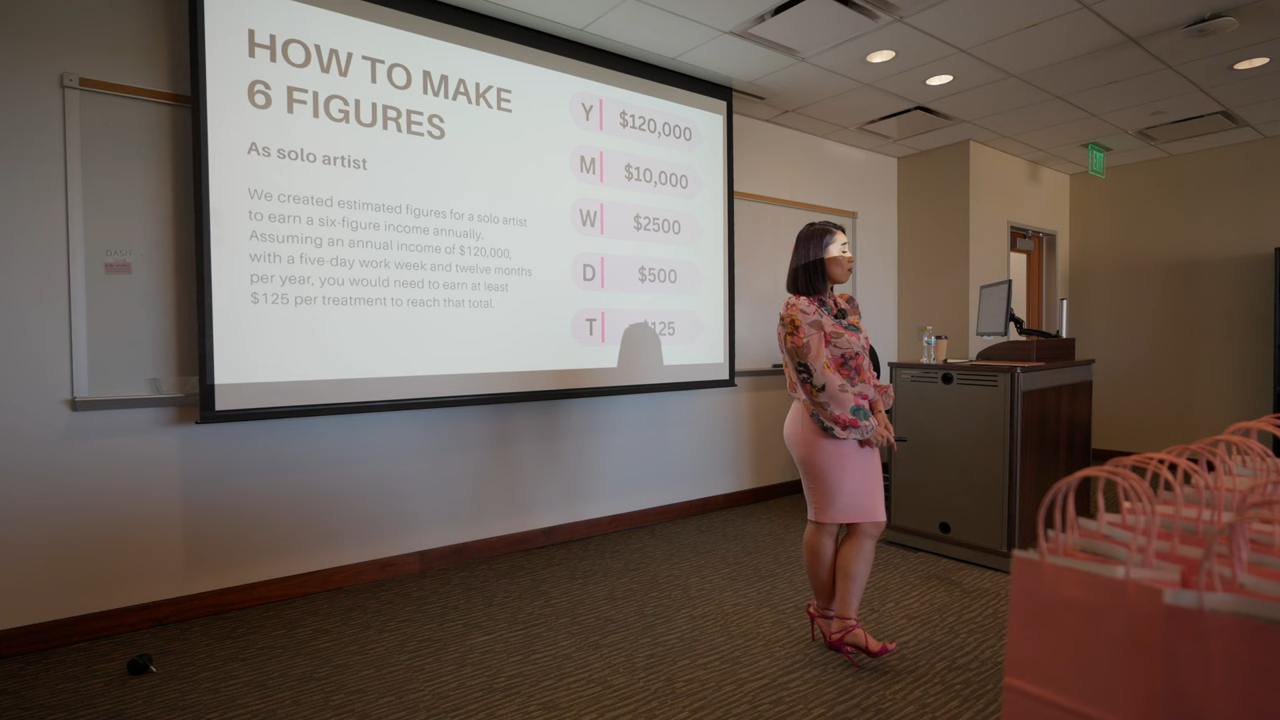 HOW TO MAKE
6 FIGURES
As solo artist
We created estimated figures for a solo artist
to earn a six-figure income annually.
Assuming an annual income of $120,000,
with a five-day work week and twelve months
per year, you would need to earn at least
$125 per treatment to reach that total.
Y $120,000
M $10,000
W $2500
D $500
T 125
DASH
EXIT